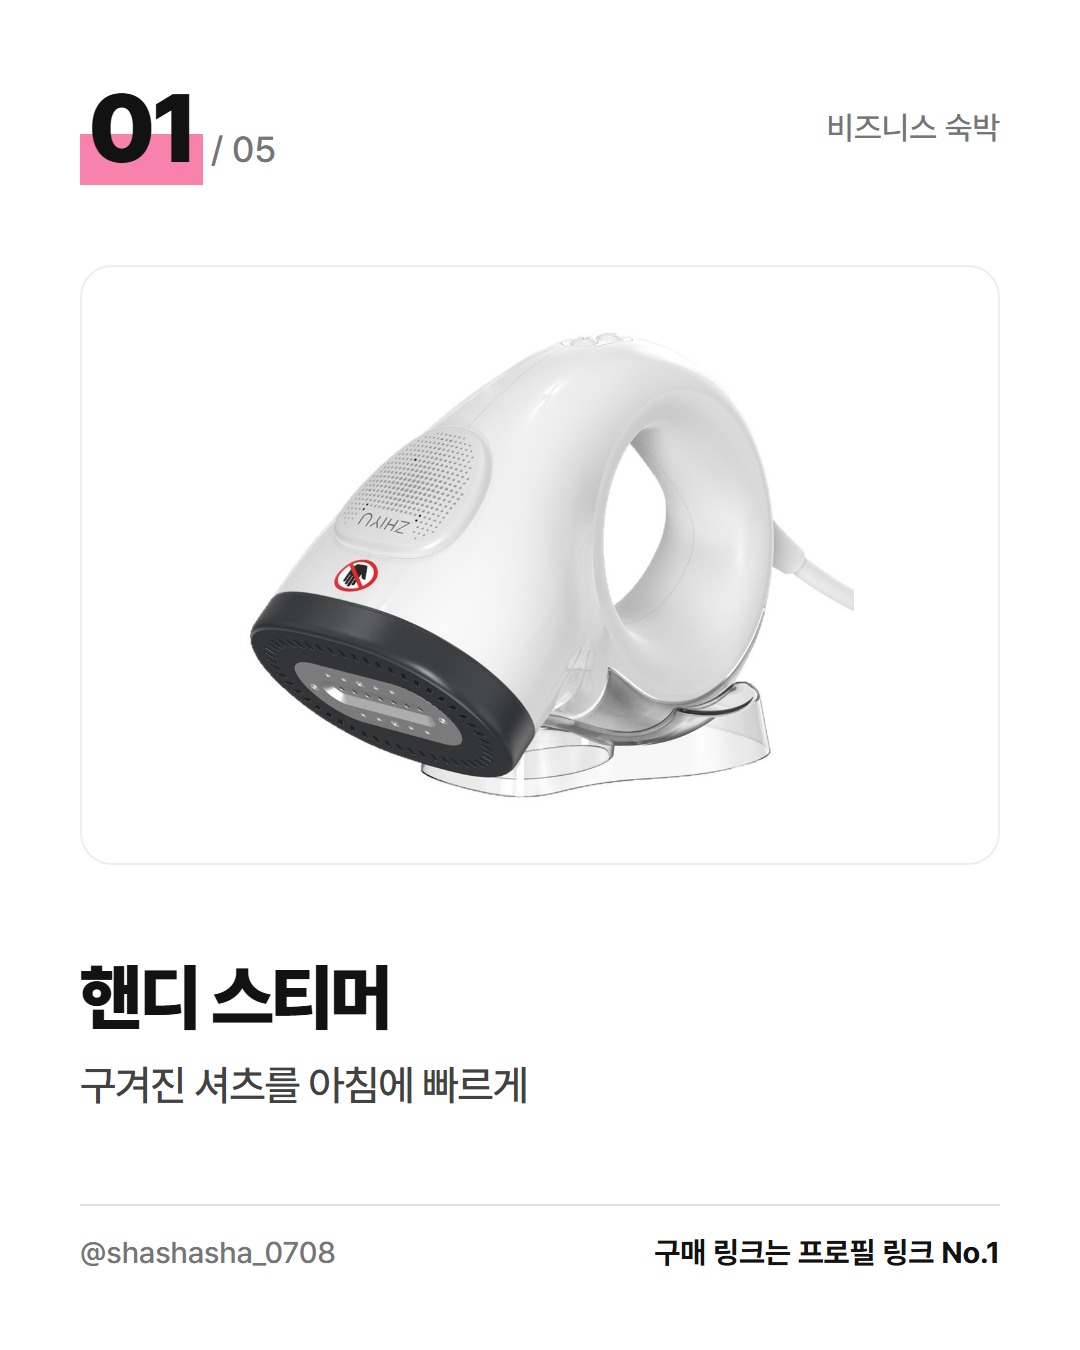 01 / 05
비즈니스 숙박
ZHIYU
핸디 스티머
구겨진 셔츠를 아침에 빠르게
@shashasha_0708
구매 링크는 프로필 링크 No.1